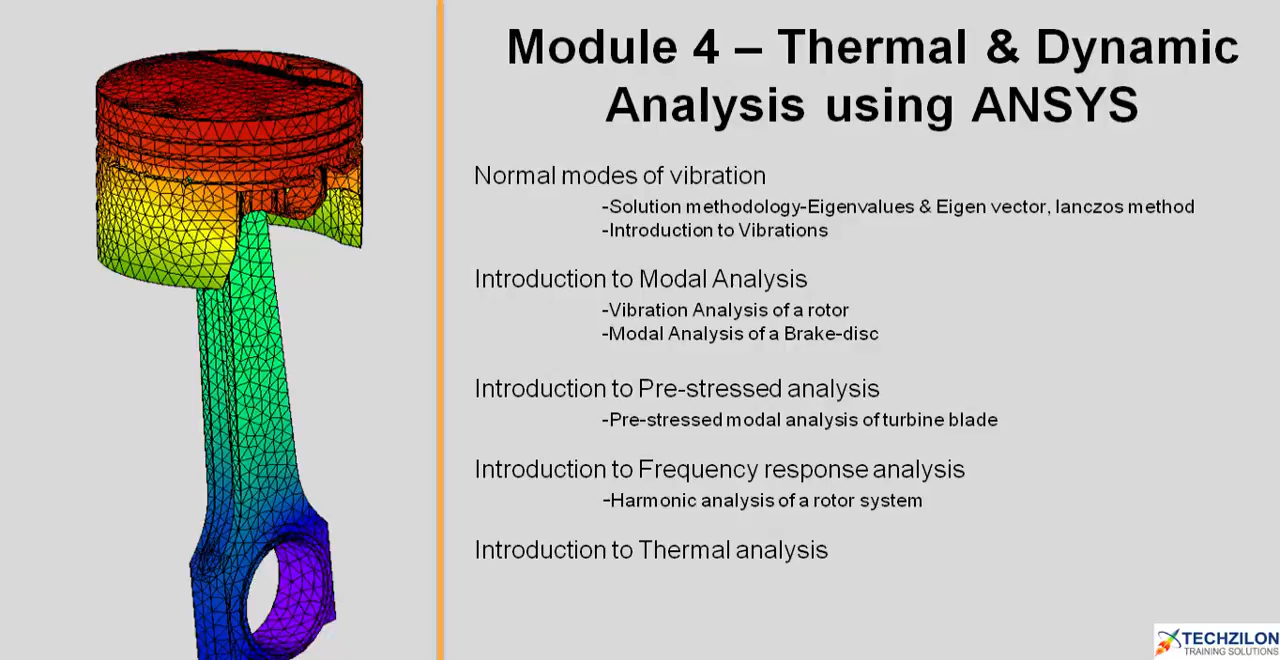 Module 4 – Thermal & Dynamic
Analysis using ANSYS
Normal modes of vibration
-Solution methodology-Eigenvalues & Eigen vector, lanczos method
-Introduction to Vibrations
Introduction to Modal Analysis
-Vibration Analysis of a rotor
-Modal Analysis of a Brake-disc
Introduction to Pre-stressed analysis
-Pre-stressed modal analysis of turbine blade
Introduction to Frequency response analysis
-Harmonic analysis of a rotor system
Introduction to Thermal analysis
TECHZILON
TRAINING SOLUTIONS